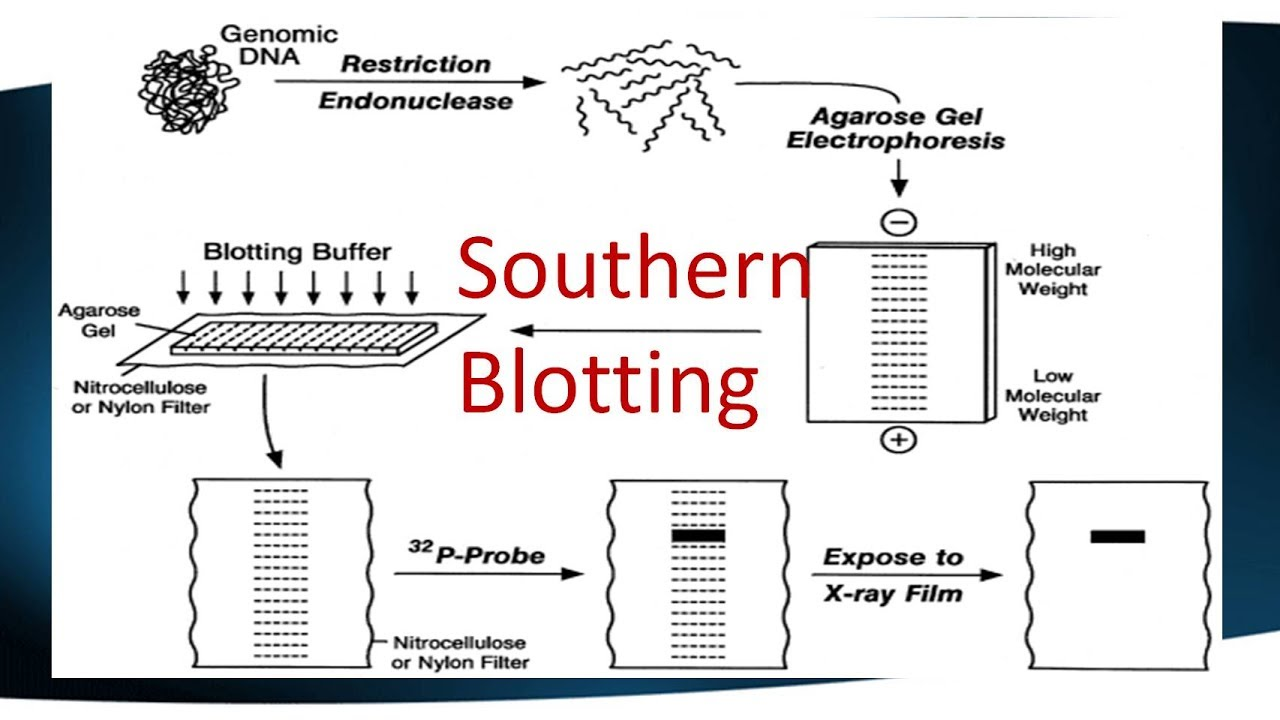 Genomic
DNA
Restriction
Endonuclease
Agarose Gel
Electrophoresis
−
High
Molecular
Weight
Low
Molecular
Weight
+
Southern
Blotting
Blotting Buffer
Agarose
Gel
Nitrocellulose
or Nylon Filter
³²P-Probe
Nitrocellulose
or Nylon Filter
Expose to
X-ray Film